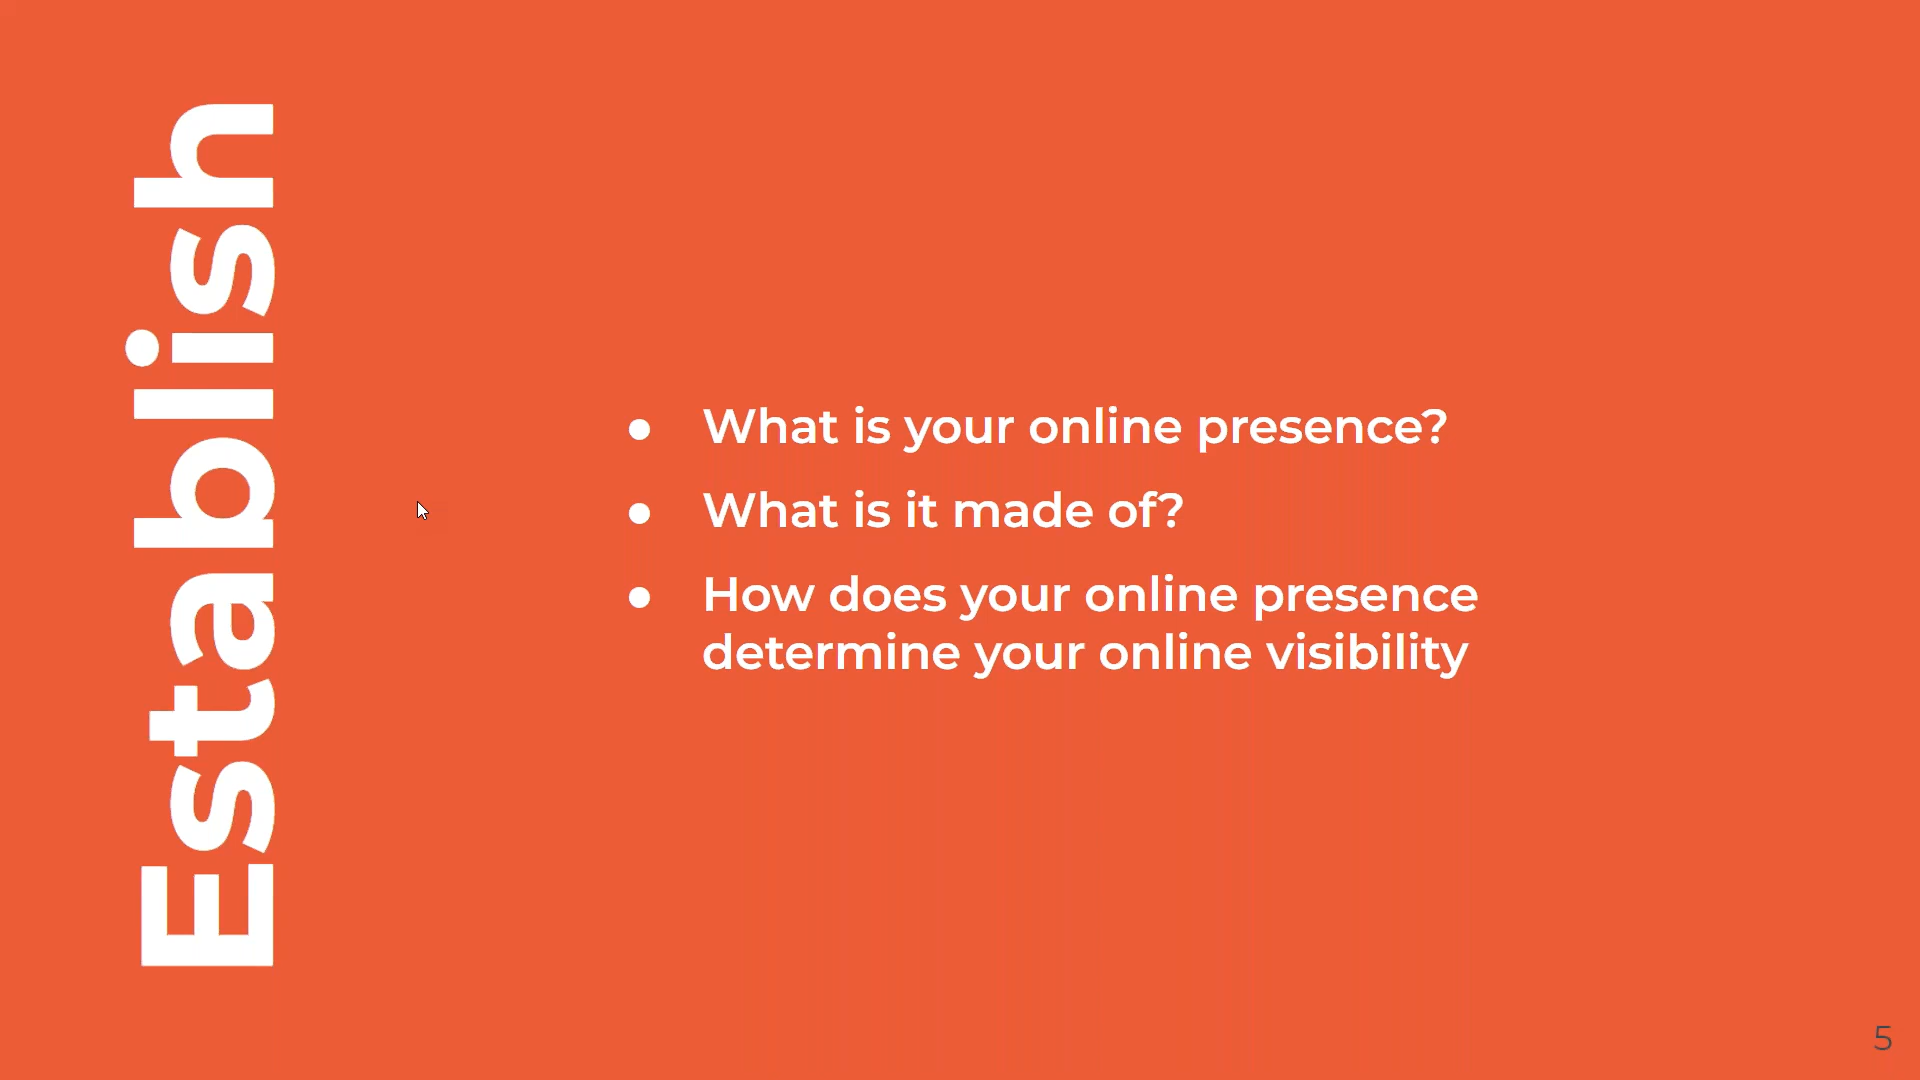 Establish
● What is your online presence?
● What is it made of?
● How does your online presence
determine your online visibility
5